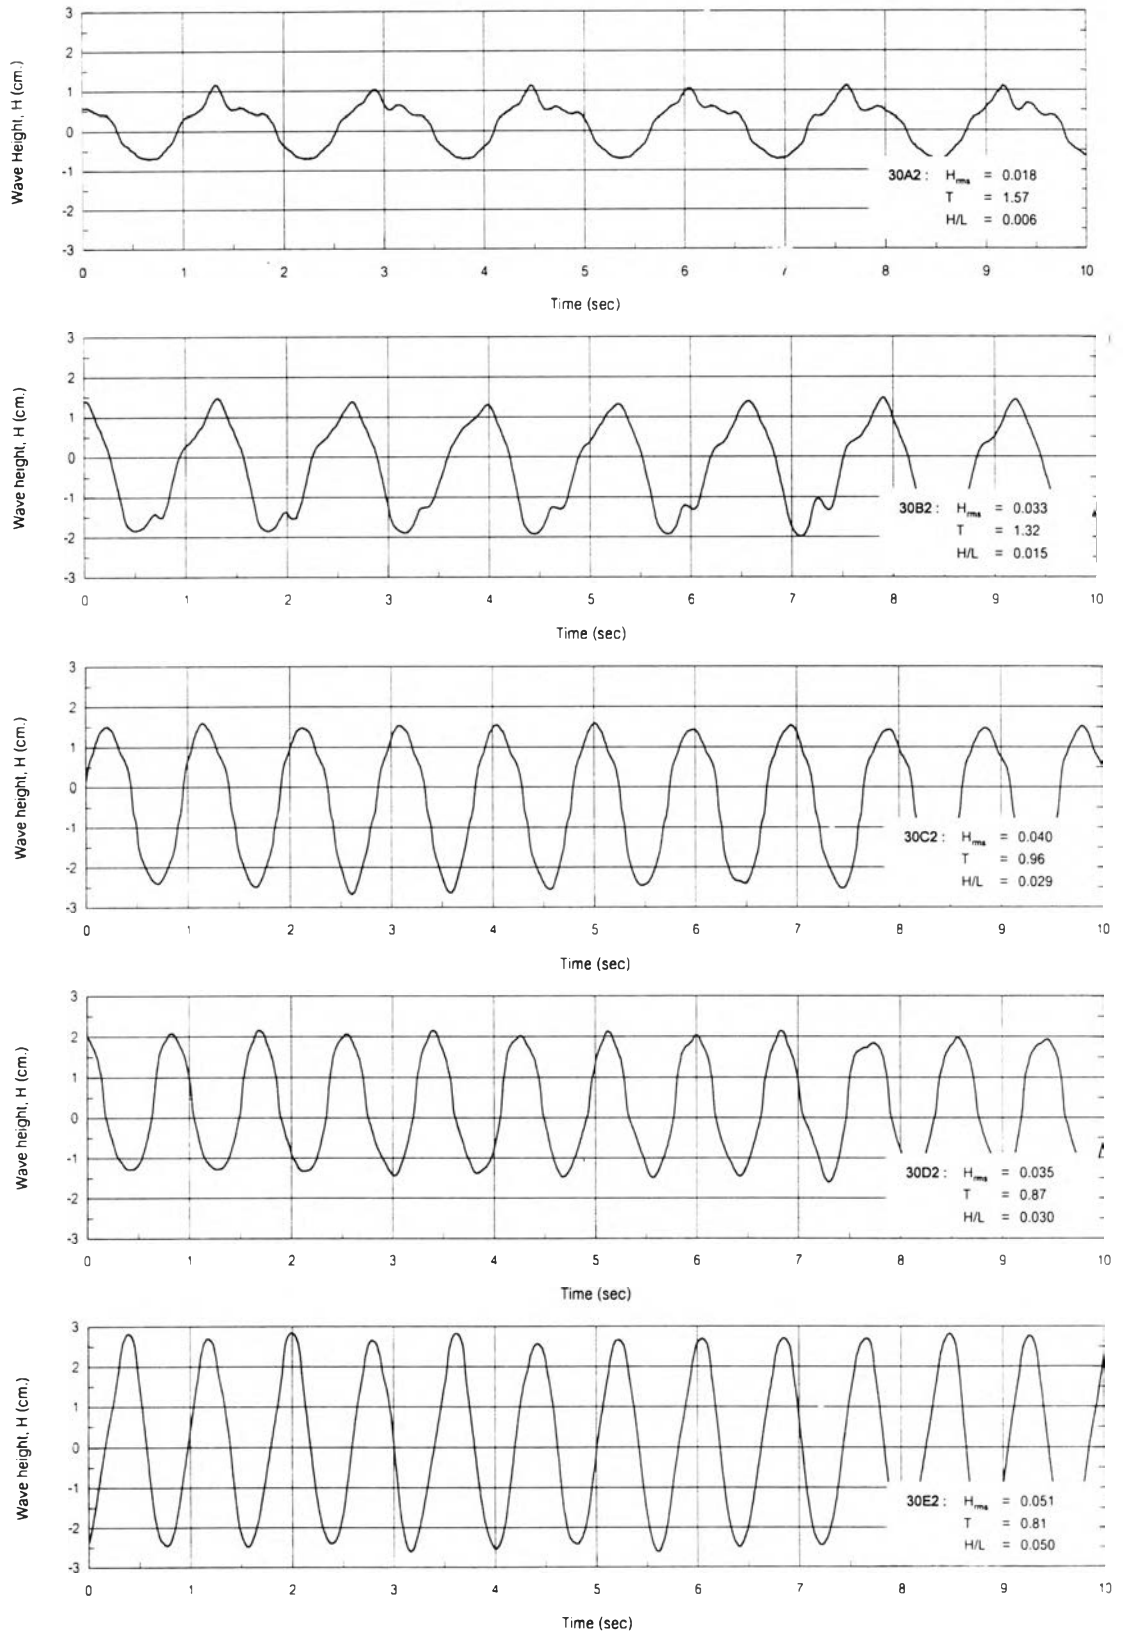 Wave Height, H (cm.)
3
2
1
0
-1
-2
-3
30A2 : Hrms = 0.018
T = 1.57
H/L = 0.006
0 1 2 3 4 5 6 7 8 9 10
Time (sec)
Wave height, H (cm.)
3
2
1
0
-1
-2
-3
30B2 : Hrms = 0.033
T = 1.32
H/L = 0.015
0 1 2 3 4 5 6 7 8 9 10
Time (sec)
Wave height, H (cm.)
3
2
1
0
-1
-2
-3
30C2 : Hrms = 0.040
T = 0.96
H/L = 0.029
0 1 2 3 4 5 6 7 8 9 10
Time (sec)
Wave height, H (cm.)
3
2
1
0
-1
-2
-3
30D2 : Hrms = 0.035
T = 0.87
H/L = 0.030
0 1 2 3 4 5 6 7 8 9 10
Time (sec)
Wave height, H (cm.)
3
2
1
0
-1
-2
-3
30E2 : Hrms = 0.051
T = 0.81
H/L = 0.050
0 1 2 3 4 5 6 7 8 9 10
Time (sec)